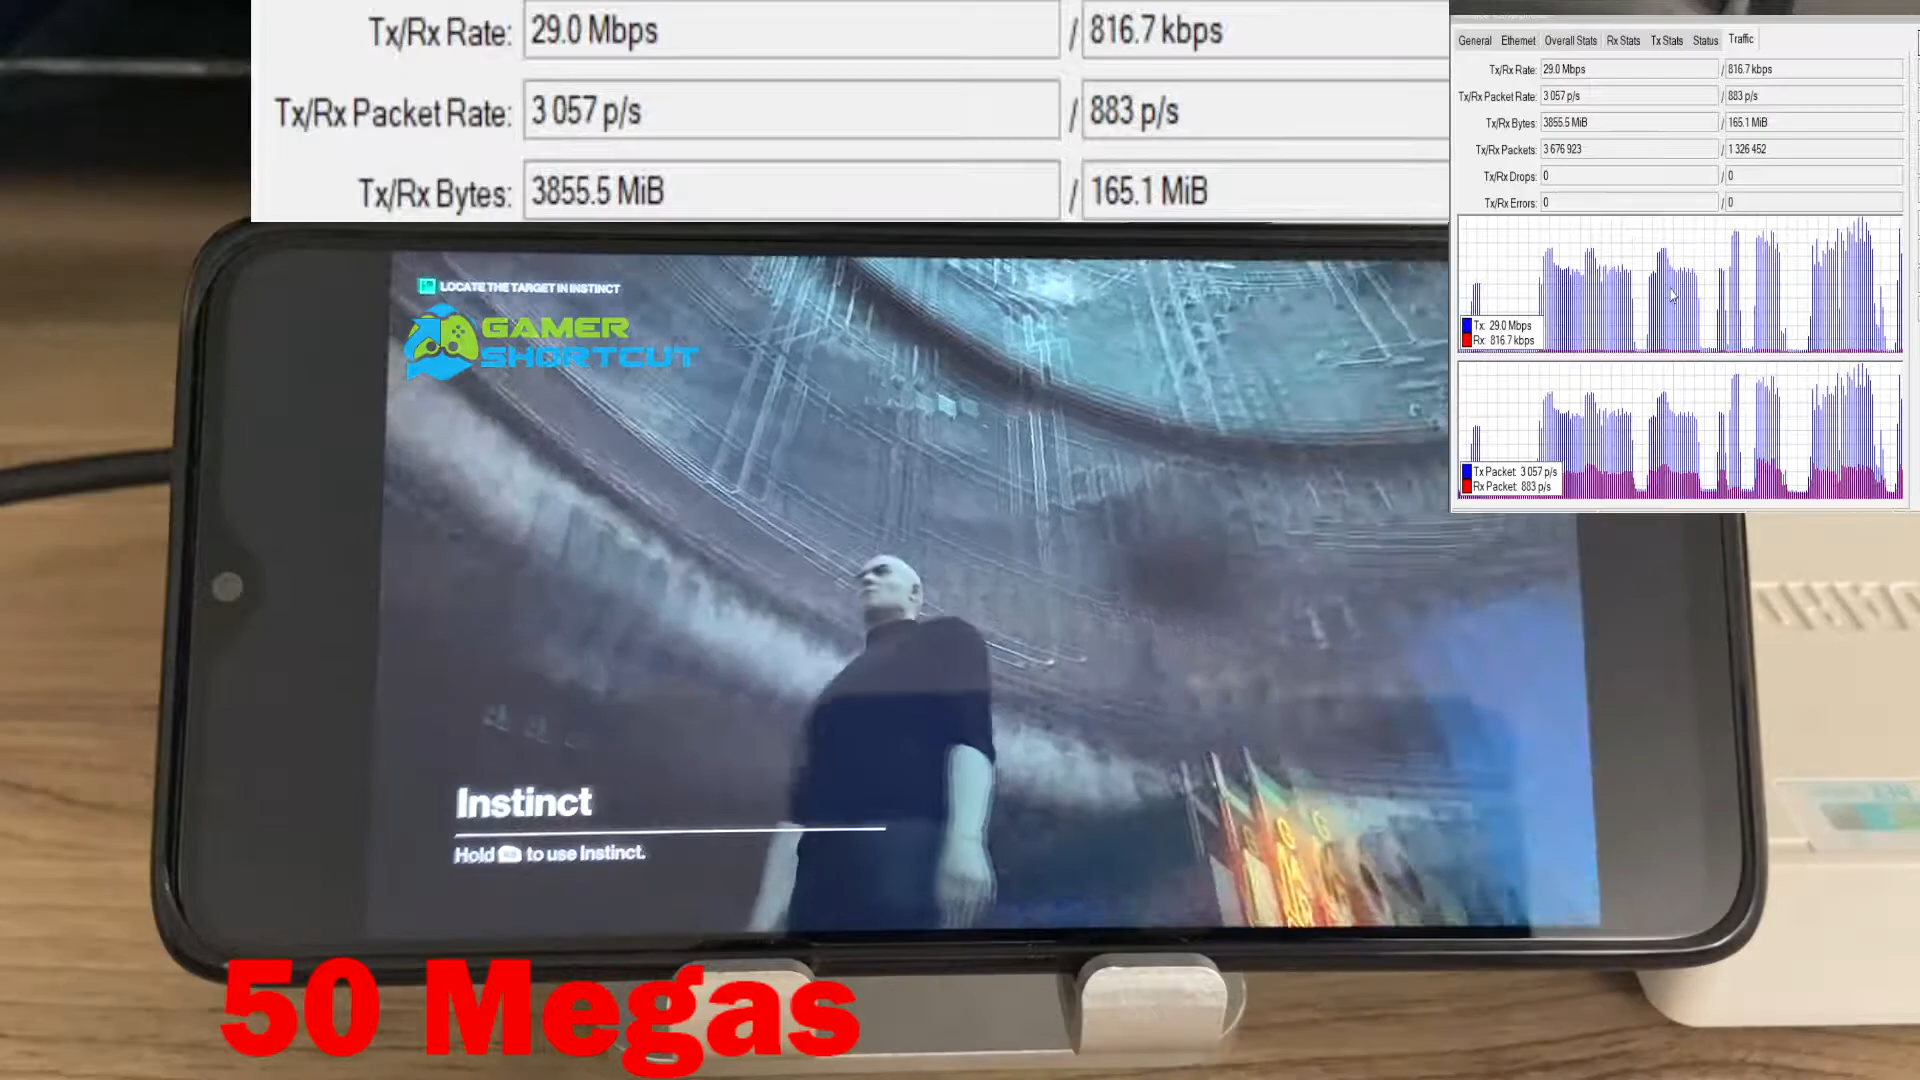 Tx/Rx Rate: 29.0 Mbps / 816.7 kbps
Tx/Rx Packet Rate: 3 057 p/s / 883 p/s
Tx/Rx Bytes: 3855.5 MiB / 165.1 MiB
General Ethernet Overall Stats Rx Stats Tx Stats Status Traffic
Tx/Rx Rate: 29.0 Mbps / 816.7 kbps
Tx/Rx Packet Rate: 3 057 p/s / 883 p/s
Tx/Rx Bytes: 3855.5 MiB / 165.1 MiB
Tx/Rx Packets: 3 676 923 / 1 326 452
Tx/Rx Drops: 0 / 0
Tx/Rx Errors: 0 / 0
Tx: 29.0 Mbps
Rx: 816.7 kbps
Tx Packet: 3 057 p/s
Rx Packet: 883 p/s
LOCATE THE TARGET IN INSTINCT
GAMER
SHORTCUT
Instinct
Hold to use Instinct.
50 Megas